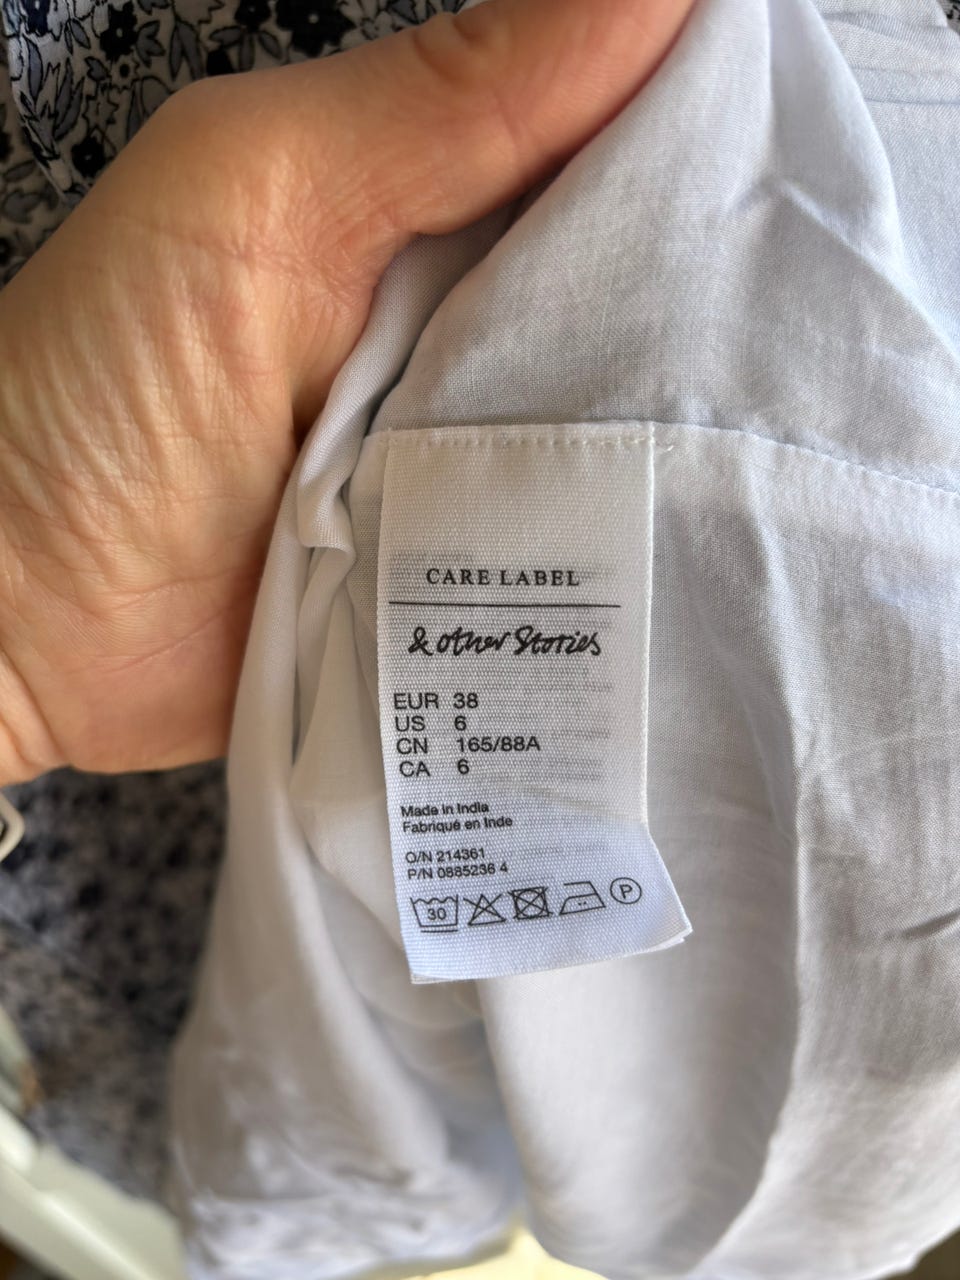 CARE LABEL
& other Stories
EUR 38
US 6
CN 165/88A
CA 6
Made in India
Fabriqué en Inde
O/N 214361
P/N 0885236 4
30
P